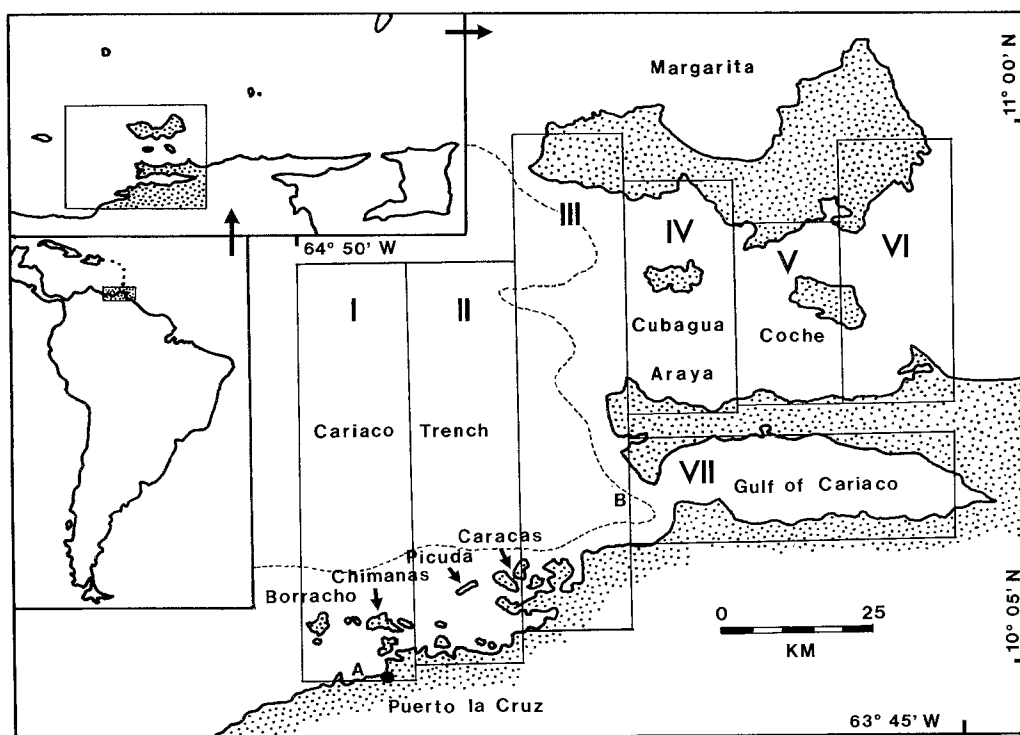 Margarita
11° 00' N
64° 50' W
III
IV
V
VI
I
II
Cubagua
Coche
Araya
Cariaco
Trench
VII
Gulf of Cariaco
B
Caracas
Picuda
Chimanas
Borracho
A
0
25
KM
10° 05' N
Puerto la Cruz
63° 45' W